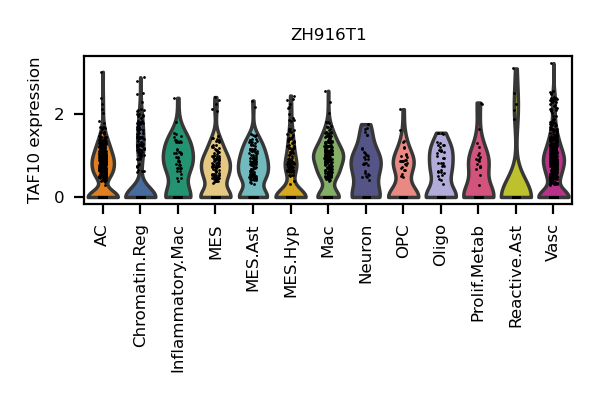 ZH916T1
TAF10 expression
2
0
AC
Chromatin.Reg
Inflammatory.Mac
MES
MES.Ast
MES.Hyp
Mac
Neuron
OPC
Oligo
Prolif.Metab
Reactive.Ast
Vasc